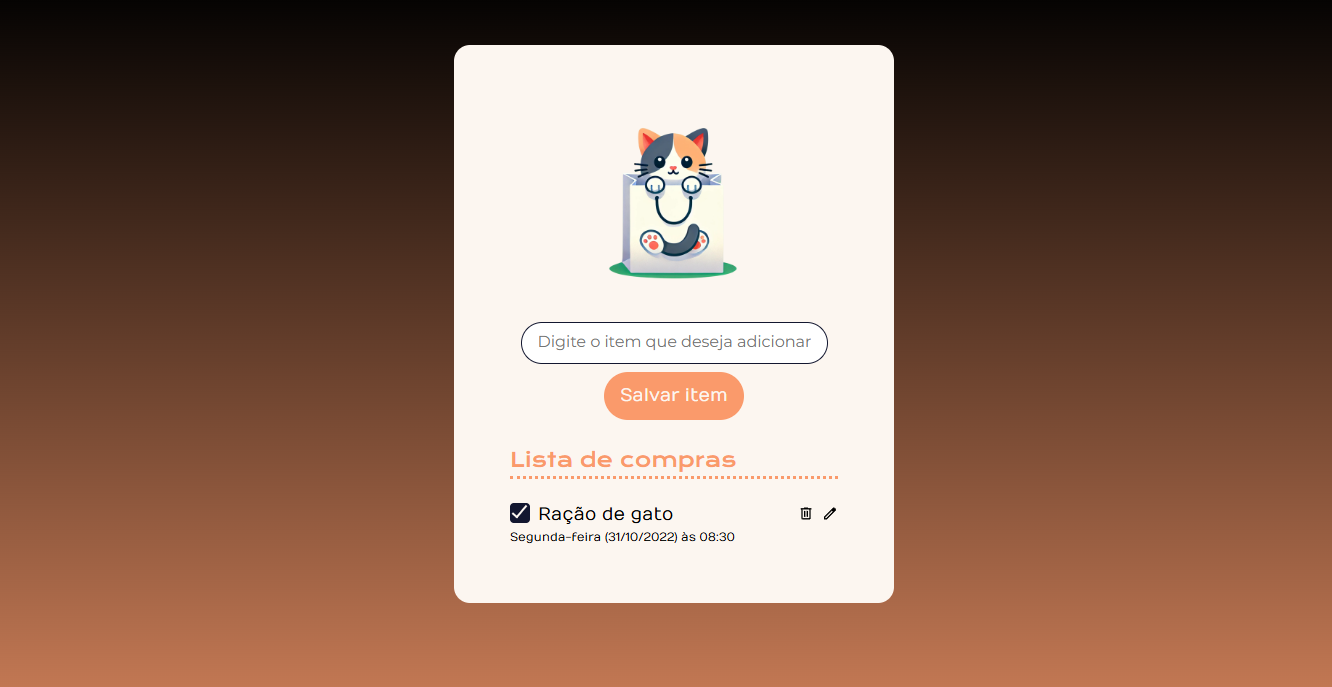 Digite o item que deseja adicionar
Salvar item
Lista de compras
Ração de gato
Segunda-feira (31/10/2022) às 08:30